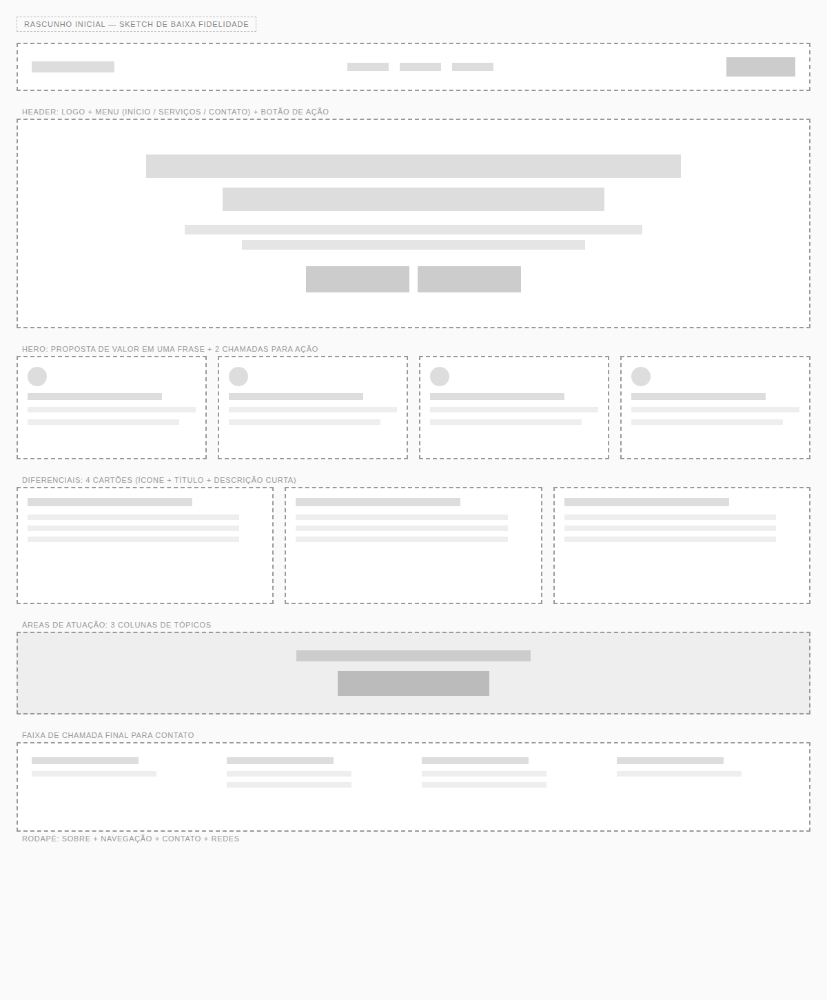 RASCUNHO INICIAL — SKETCH DE BAIXA FIDELIDADE
HEADER: LOGO + MENU (INÍCIO / SERVIÇOS / CONTATO) + BOTÃO DE AÇÃO
HERO: PROPOSTA DE VALOR EM UMA FRASE + 2 CHAMADAS PARA AÇÃO
DIFERENCIAIS: 4 CARTÕES (ÍCONE + TÍTULO + DESCRIÇÃO CURTA)
ÁREAS DE ATUAÇÃO: 3 COLUNAS DE TÓPICOS
FAIXA DE CHAMADA FINAL PARA CONTATO
RODAPÉ: SOBRE + NAVEGAÇÃO + CONTATO + REDES